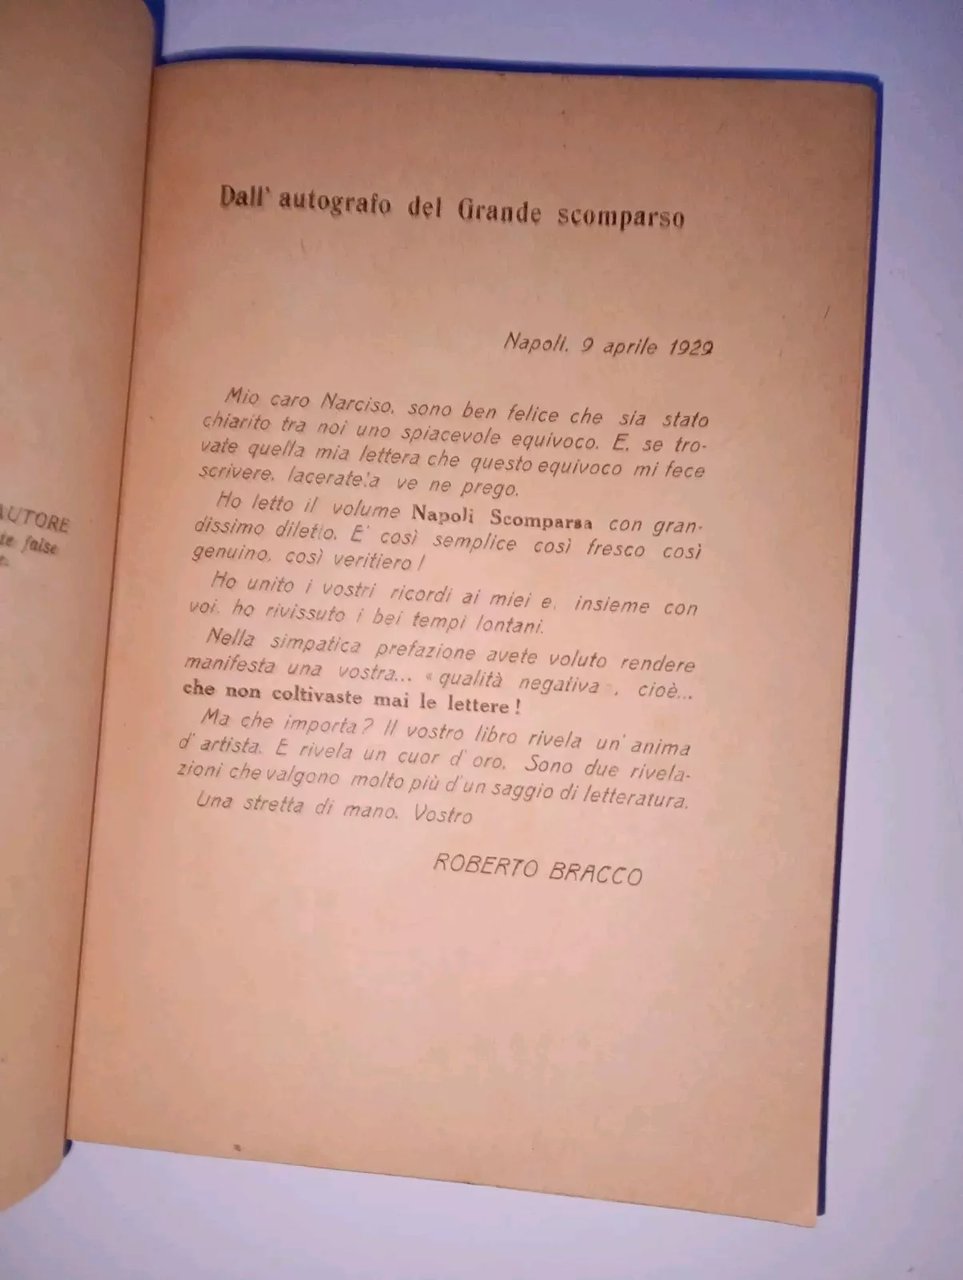 AUTORE
te false
Dall' autografo del Grande scomparso
Napoli, 9 aprile 1929
Mio caro Narciso, sono ben felice che sia stato
chiarito tra noi uno spiacevole equivoco. E, se tro-
vate quella mia lettera che questo equivoco mi fece
scrivere, lacerate'a ve ne prego.
Ho letto il volume Napoli Scomparsa con gran-
dissimo diletto. E' così semplice così fresco così
genuino, così veritiero!
Ho unito i vostri ricordi ai miei e, insieme con
voi, ho rivissuto i bei tempi lontani.
Nella simpatica prefazione avete voluto rendere
manifesta una vostra... « qualità negativa », cioè...
che non coltivaste mai le lettere!
Ma che importa? Il vostro libro rivela un' anima
d' artista. E rivela un cuor d' oro. Sono due rivela-
zioni che valgono molto più d'un saggio di letteratura.
Una stretta di mano. Vostro
ROBERTO BRACCO